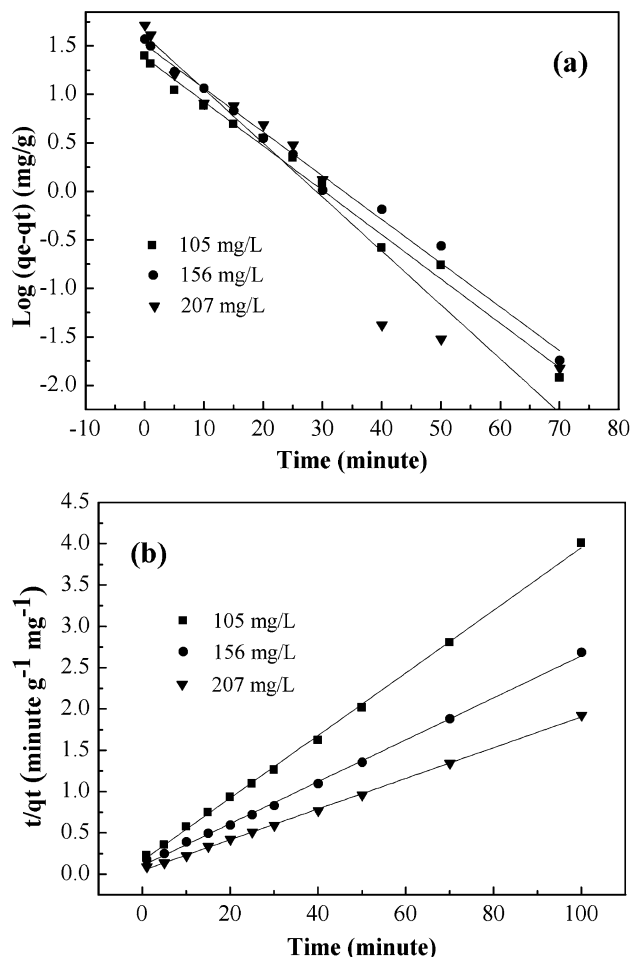 (a)
Log (qe-qt) (mg/g)
1.5
1.0
0.5
0.0
-0.5
-1.0
-1.5
-2.0
105 mg/L
156 mg/L
207 mg/L
-10 0 10 20 30 40 50 60 70 80
Time (minute)
(b)
t/qt (minute g⁻¹ mg⁻¹)
4.5
4.0
3.5
3.0
2.5
2.0
1.5
1.0
0.5
0.0
105 mg/L
156 mg/L
207 mg/L
0 20 40 60 80 100
Time (minute)